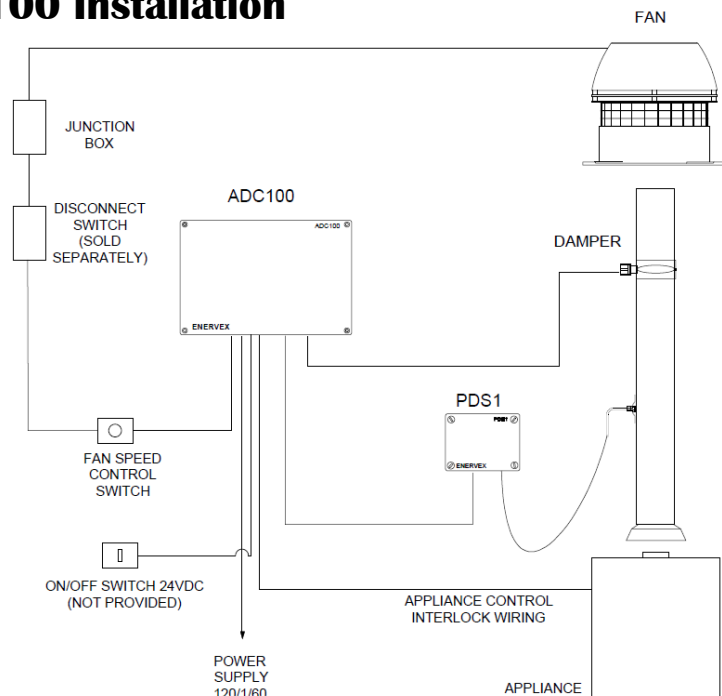 100 Installation
FAN
JUNCTION
BOX
DISCONNECT
SWITCH
(SOLD
SEPARATELY)
ADC100
ADC100
ENERVEX
DAMPER
PDS1
PDS1
ENERVEX
FAN SPEED
CONTROL
SWITCH
ON/OFF SWITCH 24VDC
(NOT PROVIDED)
APPLIANCE CONTROL
INTERLOCK WIRING
POWER
SUPPLY
120/1/60
APPLIANCE